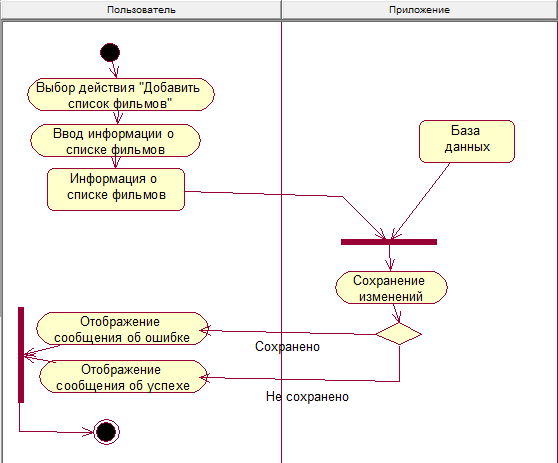 Пользователь
Приложение
Выбор действия "Добавить
список фильмов"
Ввод информации о
списке фильмов
Информация о
списке фильмов
База
данных
Сохранение
изменений
Отображение
сообщения об ошибке
Сохранено
Отображение
сообщения об успехе
Не сохранено